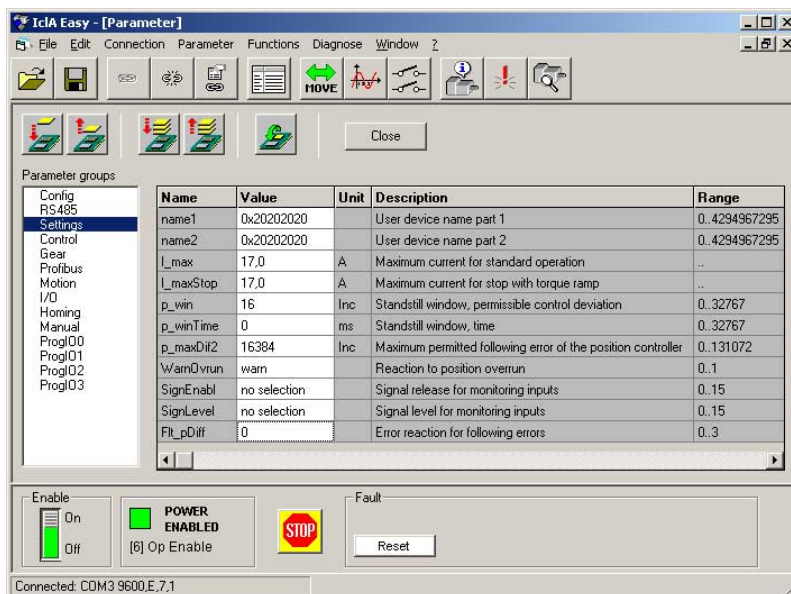 IclA Easy - [Parameter]
File Edit Connection Parameter Functions Diagnose Window ?
MOVE
Close
Parameter groups
Config
RS485
Settings
Control
Gear
Profibus
Motion
I/O
Homing
Manual
ProgIO0
ProgIO1
ProgIO2
ProgIO3
Name Value Unit Description Range
name1 0x20202020 User device name part 1 0..4294967295
name2 0x20202020 User device name part 2 0..4294967295
I_max 17,0 A Maximum current for standard operation ..
I_maxStop 17,0 A Maximum current for stop with torque ramp ..
p_win 16 Inc Standstill window, permissible control deviation 0..32767
p_winTime 0 ms Standstill window, time 0..32767
p_maxDif2 16384 Inc Maximum permitted following error of the position controller 0..131072
WarnOvrun warn Reaction to position overrun 0..1
SignEnabl no selection Signal release for monitoring inputs 0..15
SignLevel no selection Signal level for monitoring inputs 0..15
Flt_pDiff 0 Error reaction for following errors 0..3
Enable
On
Off
POWER
ENABLED
[6] Op Enable
STOP
Fault
Reset
Connected: COM3 9600,E,7,1